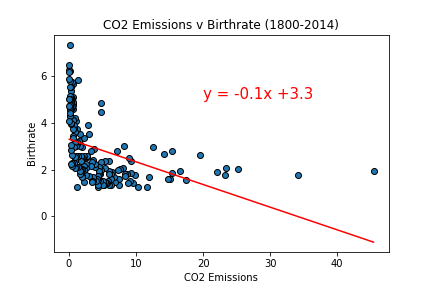 CO2 Emissions v Birthrate (1800-2014)
y = -0.1x +3.3
Birthrate
6
4
2
0
0
10
20
30
40
CO2 Emissions